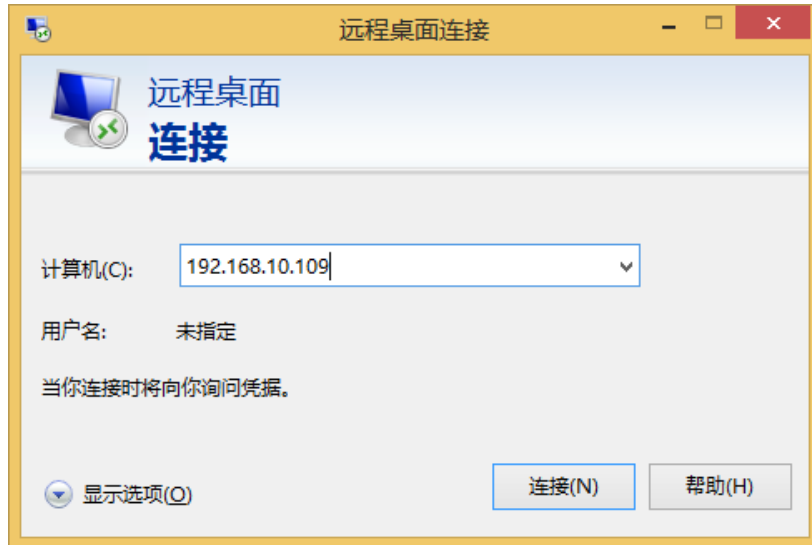 远程桌面连接
远程桌面
连接
计算机(C): 192.168.10.109
用户名: 未指定
当你连接时将向你询问凭据。
显示选项(O) 连接(N) 帮助(H)